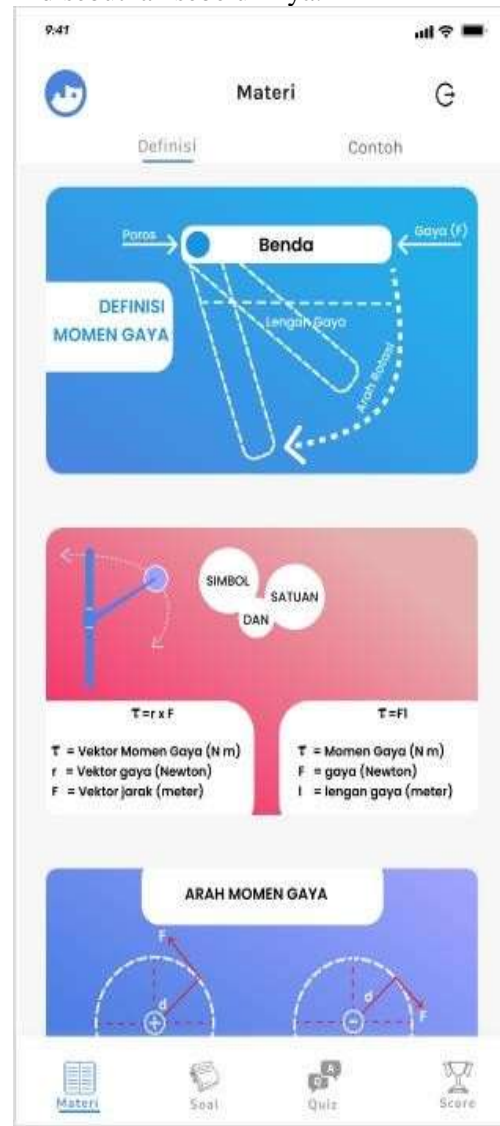 9:41
Materi
Definisi
Contoh
Poros
Benda
Gaya (F)
DEFINISI
MOMEN GAYA
Lengan Gaya
Arah Rotasi
SIMBOL
DAN
SATUAN
τ=r x F
τ = Vektor Momen Gaya (N m)
r = Vektor gaya (Newton)
F = Vektor jarak (meter)
τ=Fl
τ = Momen Gaya (N m)
F = gaya (Newton)
l = lengan gaya (meter)
ARAH MOMEN GAYA
F
d
+
d
F
-
Materi
Soal
Q A
Quiz
Score